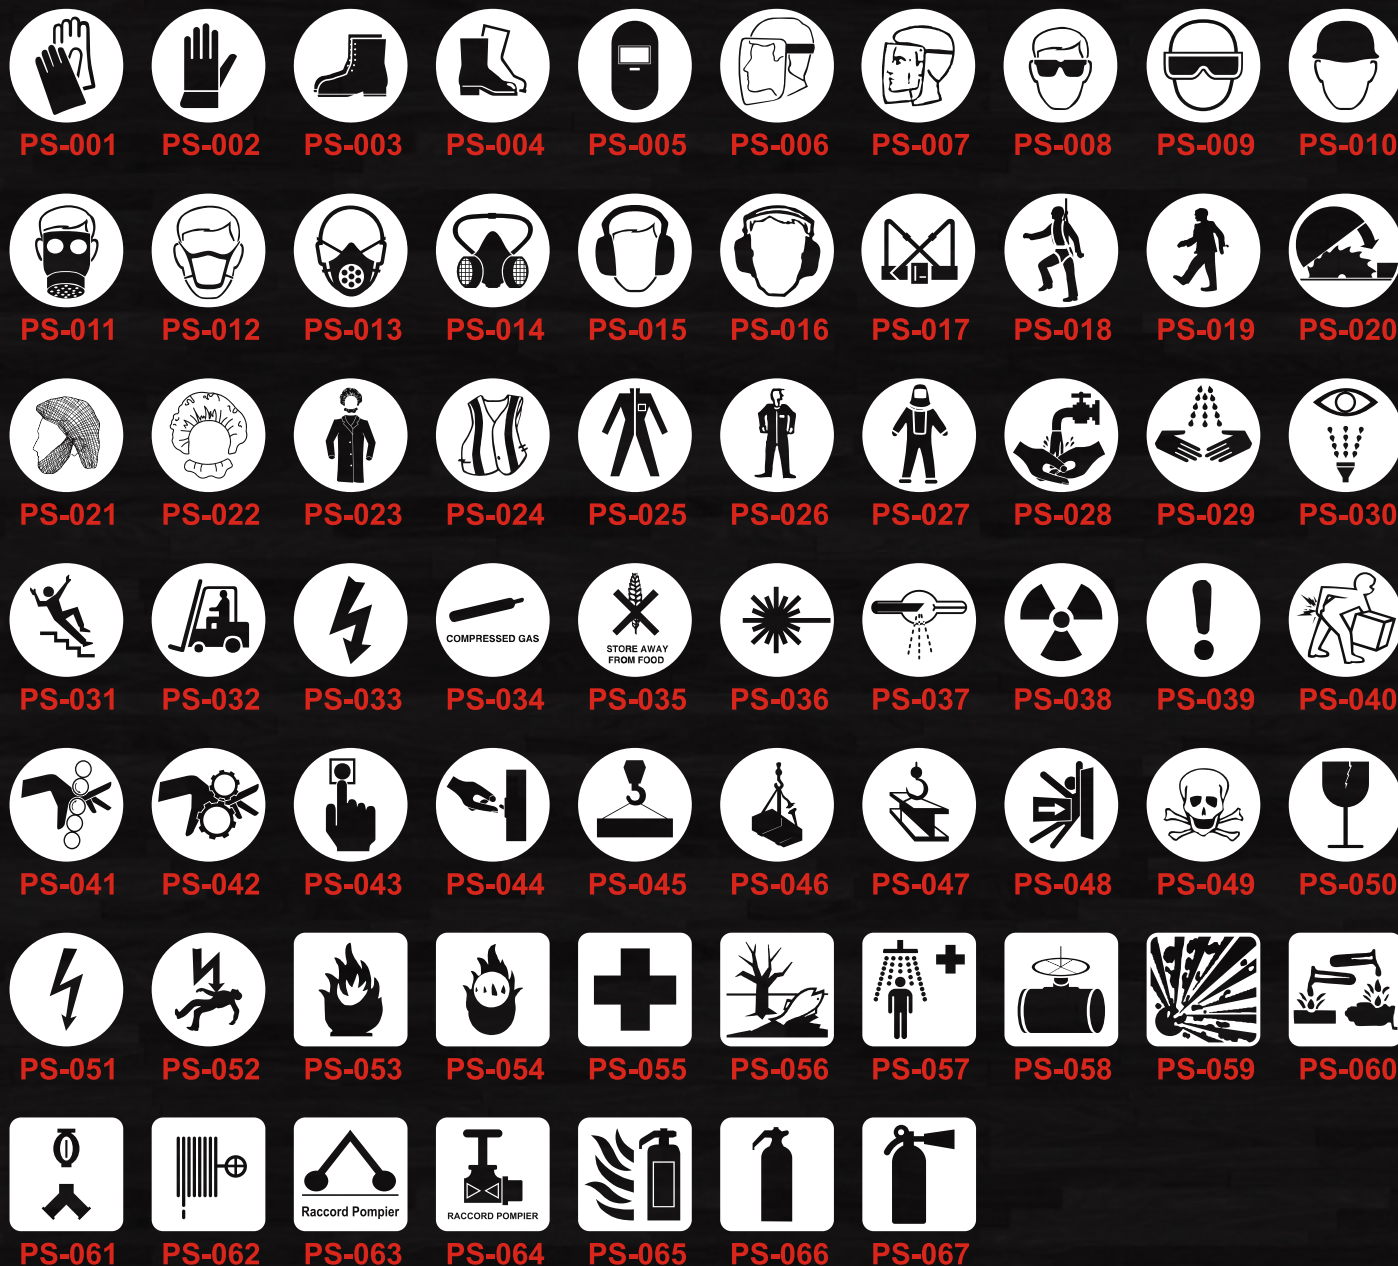 PS-001 PS-002 PS-003 PS-004 PS-005 PS-006 PS-007 PS-008 PS-009 PS-010
PS-011 PS-012 PS-013 PS-014 PS-015 PS-016 PS-017 PS-018 PS-019 PS-020
PS-021 PS-022 PS-023 PS-024 PS-025 PS-026 PS-027 PS-028 PS-029 PS-030
COMPRESSED GAS
STORE AWAY
FROM FOOD
PS-031 PS-032 PS-033 PS-034 PS-035 PS-036 PS-037 PS-038 PS-039 PS-040
PS-041 PS-042 PS-043 PS-044 PS-045 PS-046 PS-047 PS-048 PS-049 PS-050
PS-051 PS-052 PS-053 PS-054 PS-055 PS-056 PS-057 PS-058 PS-059 PS-060
Raccord Pompier
RACCORD POMPIER
PS-061 PS-062 PS-063 PS-064 PS-065 PS-066 PS-067